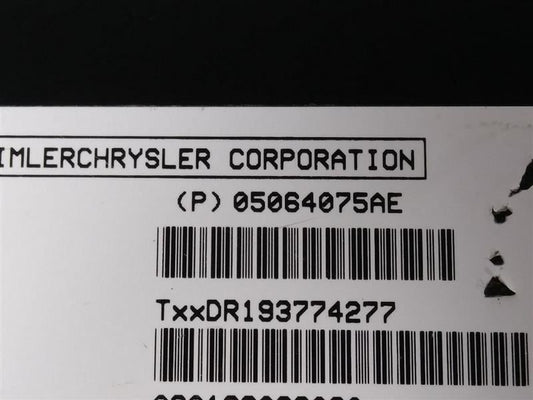 IMLERCHRYSLER CORPORATION
(P) 05064075AE
TxxDR193774277